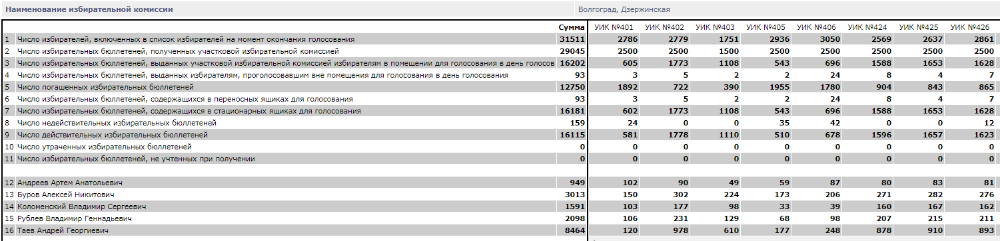 Наименование избирательной комиссии Волгоград, Дзержинская
Сумма УИК №401 УИК №402 УИК №403 УИК №405 УИК №406 УИК №424 УИК №425 УИК №426
1 Число избирателей, включенных в список избирателей на момент окончания голосования 31511 2786 2779 1751 2936 3050 2569 2637 2861
2 Число избирательных бюллетеней, полученных участковой избирательной комиссией 29045 2500 2500 1500 2500 2500 2500 2500 2500
3 Число избирательных бюллетеней, выданных участковой избирательной комиссией избирателям в помещении для голосования в день голосов 16202 605 1773 1108 543 696 1588 1653 1628
4 Число избирательных бюллетеней, выданных избирателям, проголосовавшим вне помещения для голосования в день голосования 93 3 5 2 2 24 8 4 7
5 Число погашенных избирательных бюллетеней 12750 1892 722 390 1955 1780 904 843 865
6 Число избирательных бюллетеней, содержащихся в переносных ящиках для голосования 93 3 5 2 2 24 8 4 7
7 Число избирательных бюллетеней, содержащихся в стационарных ящиках для голосования 16181 602 1773 1108 543 696 1588 1653 1628
8 Число недействительных избирательных бюллетеней 159 24 0 0 35 42 0 0 12
9 Число действительных избирательных бюллетеней 16115 581 1778 1110 510 678 1596 1657 1623
10 Число утраченных избирательных бюллетеней 0 0 0 0 0 0 0 0 0
11 Число избирательных бюллетеней, не учтенных при получении 0 0 0 0 0 0 0 0 0
12 Андреев Артем Анатольевич 949 102 90 49 59 87 80 83 81
13 Буров Алексей Никитович 3013 150 302 224 173 206 271 282 276
14 Коломенский Владимир Сергеевич 1591 103 177 98 33 39 160 167 162
15 Рублев Владимир Геннадьевич 2098 106 231 129 68 98 207 215 211
16 Таев Андрей Георгиевич 8464 120 978 610 177 248 878 910 893